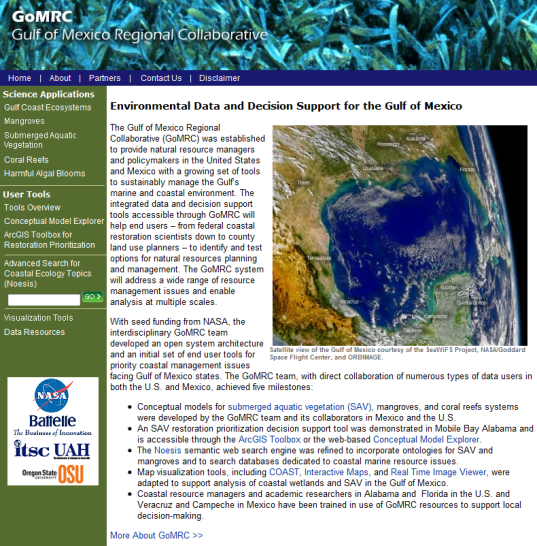 GoMRC
Gulf of Mexico Regional Collaborative
Home | About | Partners | Contact Us | Disclaimer
Science Applications
Gulf Coast Ecosystems
Mangroves
Submerged Aquatic
Vegetation
Coral Reefs
Harmful Algal Blooms
User Tools
Tools Overview
Conceptual Model Explorer
ArcGIS Toolbox for
Restoration Prioritization
Advanced Search for
Coastal Ecology Topics
(Noesis)
GO >
Visualization Tools
Data Resources
NASA
Battelle
The Business of Innovation
itsc UAH
Oregon State
OSU
Environmental Data and Decision Support for the Gulf of Mexico
The Gulf of Mexico Regional
Collaborative (GoMRC) was established
to provide natural resource managers
and policymakers in the United States
and Mexico with a growing set of tools
to sustainably manage the Gulf's
marine and coastal environment. The
integrated data and decision support
tools accessible through GoMRC will
help end users – from federal coastal
restoration scientists down to county
land use planners – to identify and test
options for natural resources planning
and management. The GoMRC system
will address a wide range of resource
management issues and enable
analysis at multiple scales.
Alabama
Mississippi
Louisiana
Florida
Texas
Tamaulipas
Veracruz
Yucatan
Quintana Roo
Campeche
Tabasco
Satellite view of the Gulf of Mexico courtesy of the SeaWiFS Project, NASA/Goddard
Space Flight Center, and ORBIMAGE.
With seed funding from NASA, the
interdisciplinary GoMRC team
developed an open system architecture
and an initial set of end user tools for
priority coastal management issues
facing Gulf of Mexico states. The GoMRC team, with direct collaboration of numerous types of data users in
both the U.S. and Mexico, achieved five milestones:
• Conceptual models for submerged aquatic vegetation (SAV), mangroves, and coral reefs systems
were developed by the GoMRC team and its collaborators in Mexico and the U.S.
• An SAV restoration prioritization decision support tool was demonstrated in Mobile Bay Alabama and
is accessible through the ArcGIS Toolbox or the web-based Conceptual Model Explorer.
• The Noesis semantic web search engine was refined to incorporate ontologies for SAV and
mangroves and to search databases dedicated to coastal marine resource issues.
• Map visualization tools, including COAST, Interactive Maps, and Real Time Image Viewer, were
adapted to support analysis of coastal wetlands and SAV in the Gulf of Mexico.
• Coastal resource managers and academic researchers in Alabama and Florida in the U.S. and
Veracruz and Campeche in Mexico have been trained in use of GoMRC resources to support local
decision-making.
More About GoMRC >>